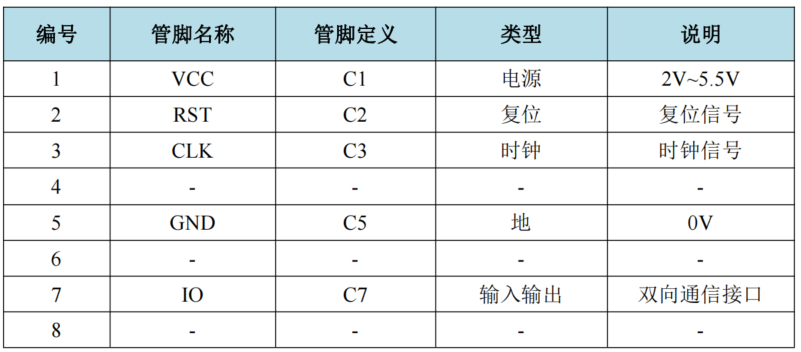 编号 管脚名称 管脚定义 类型 说明
1 VCC C1 电源 2V~5.5V
2 RST C2 复位 复位信号
3 CLK C3 时钟 时钟信号
4 - - - -
5 GND C5 地 0V
6 - - - -
7 IO C7 输入输出 双向通信接口
8 - - - -